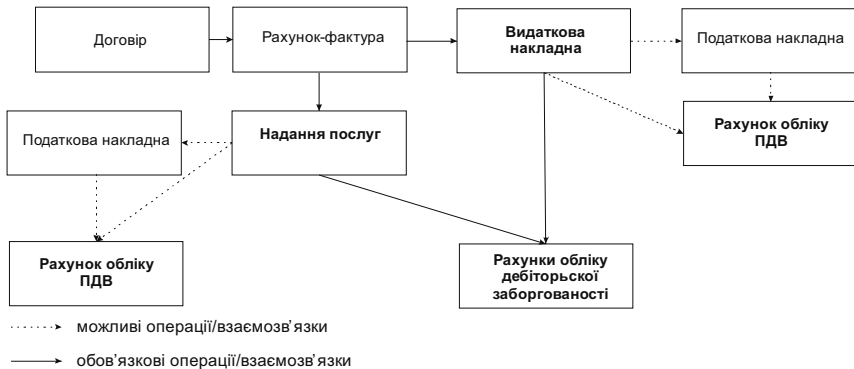 Договір
Рахунок-фактура
Видаткова
накладна
Податкова накладна
Податкова накладна
Надання послуг
Рахунок обліку
ПДВ
Рахунок обліку
ПДВ
Рахунки обліку
дебіторьскої
заборгованості
можливі операції/взаємозв'язки
обов'язкові операції/взаємозв'язки